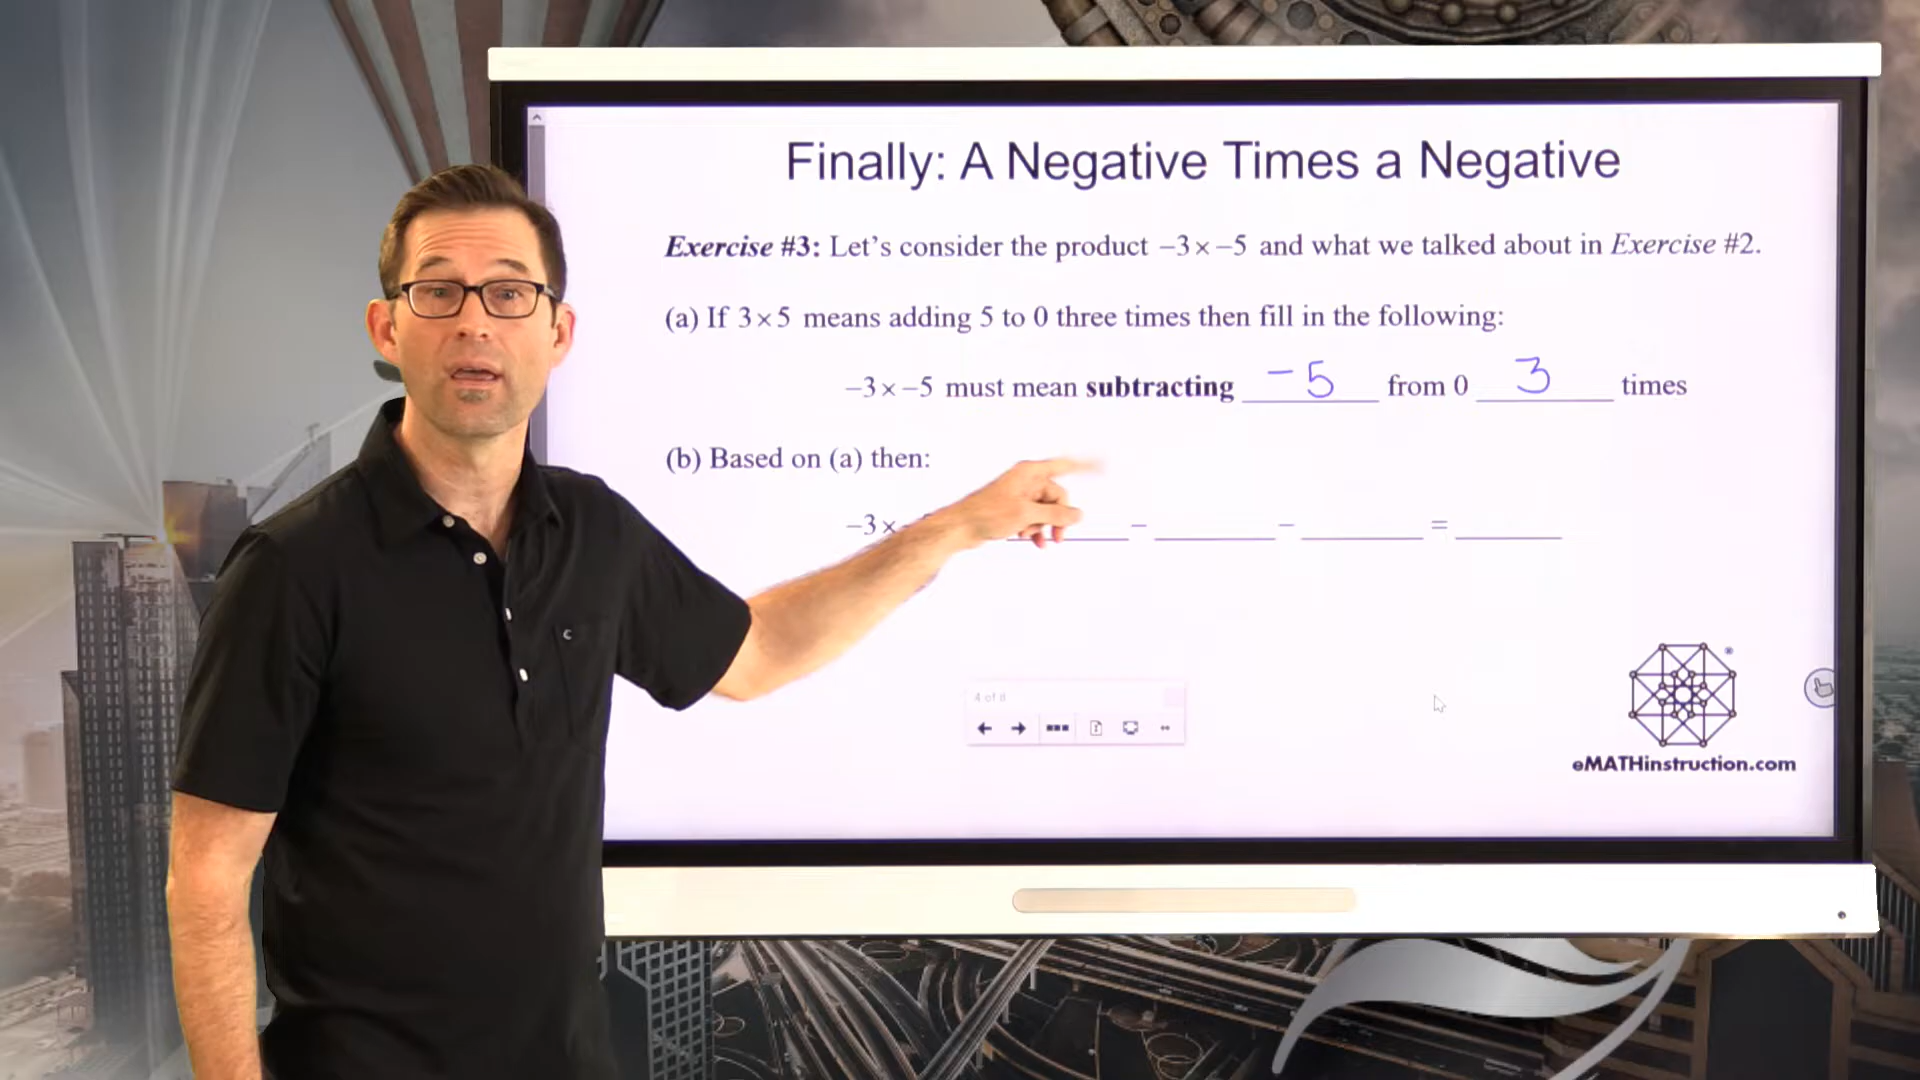 Finally: A Negative Times a Negative
Exercise #3: Let's consider the product −3×−5 and what we talked about in Exercise #2.
(a) If 3×5 means adding 5 to 0 three times then fill in the following:
−3×−5 must mean subtracting -5 from 0 3 times
(b) Based on (a) then:
−3× − − =
4 of
eMATHinstruction.com